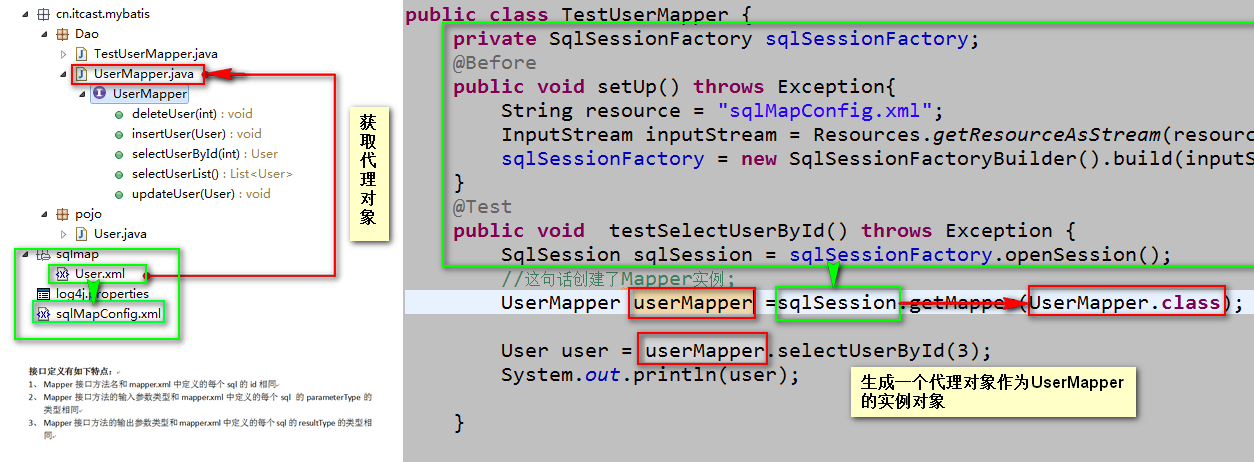 cn.itcast.mybatis
Dao
TestUserMapper.java
UserMapper.java
UserMapper
deleteUser(int) : void
insertUser(User) : void
selectUserById(int) : User
selectUserList() : List<User>
updateUser(User) : void
pojo
User.java
sqlmap
User.xml
log4j.properties
sqlMapConfig.xml
获取代理对象
接口定义有如下特点：
1、 Mapper 接口方法名和 mapper.xml 中定义的每个 sql 的 id 相同
2、 Mapper 接口方法的输入参数类型和 mapper.xml 中定义的每个 sql 的 parameterType 的
类型相同
3、 Mapper 接口方法的输出参数类型和 mapper.xml 中定义的每个 sql 的 resultType 的类型相
同
public class TestUserMapper {
private SqlSessionFactory sqlSessionFactory;
@Before
public void setUp() throws Exception{
String resource = "sqlMapConfig.xml";
InputStream inputStream = Resources.getResourceAsStream(resourc
sqlSessionFactory = new SqlSessionFactoryBuilder().build(inputS
}
@Test
public void testSelectUserById() throws Exception {
SqlSession sqlSession = sqlSessionFactory.openSession();
//这句话创建了Mapper实例；
UserMapper userMapper =sqlSession.getMapper(UserMapper.class);
User user = userMapper.selectUserById(3);
System.out.println(user);
生成一个代理对象作为UserMapper
的实例对象
}